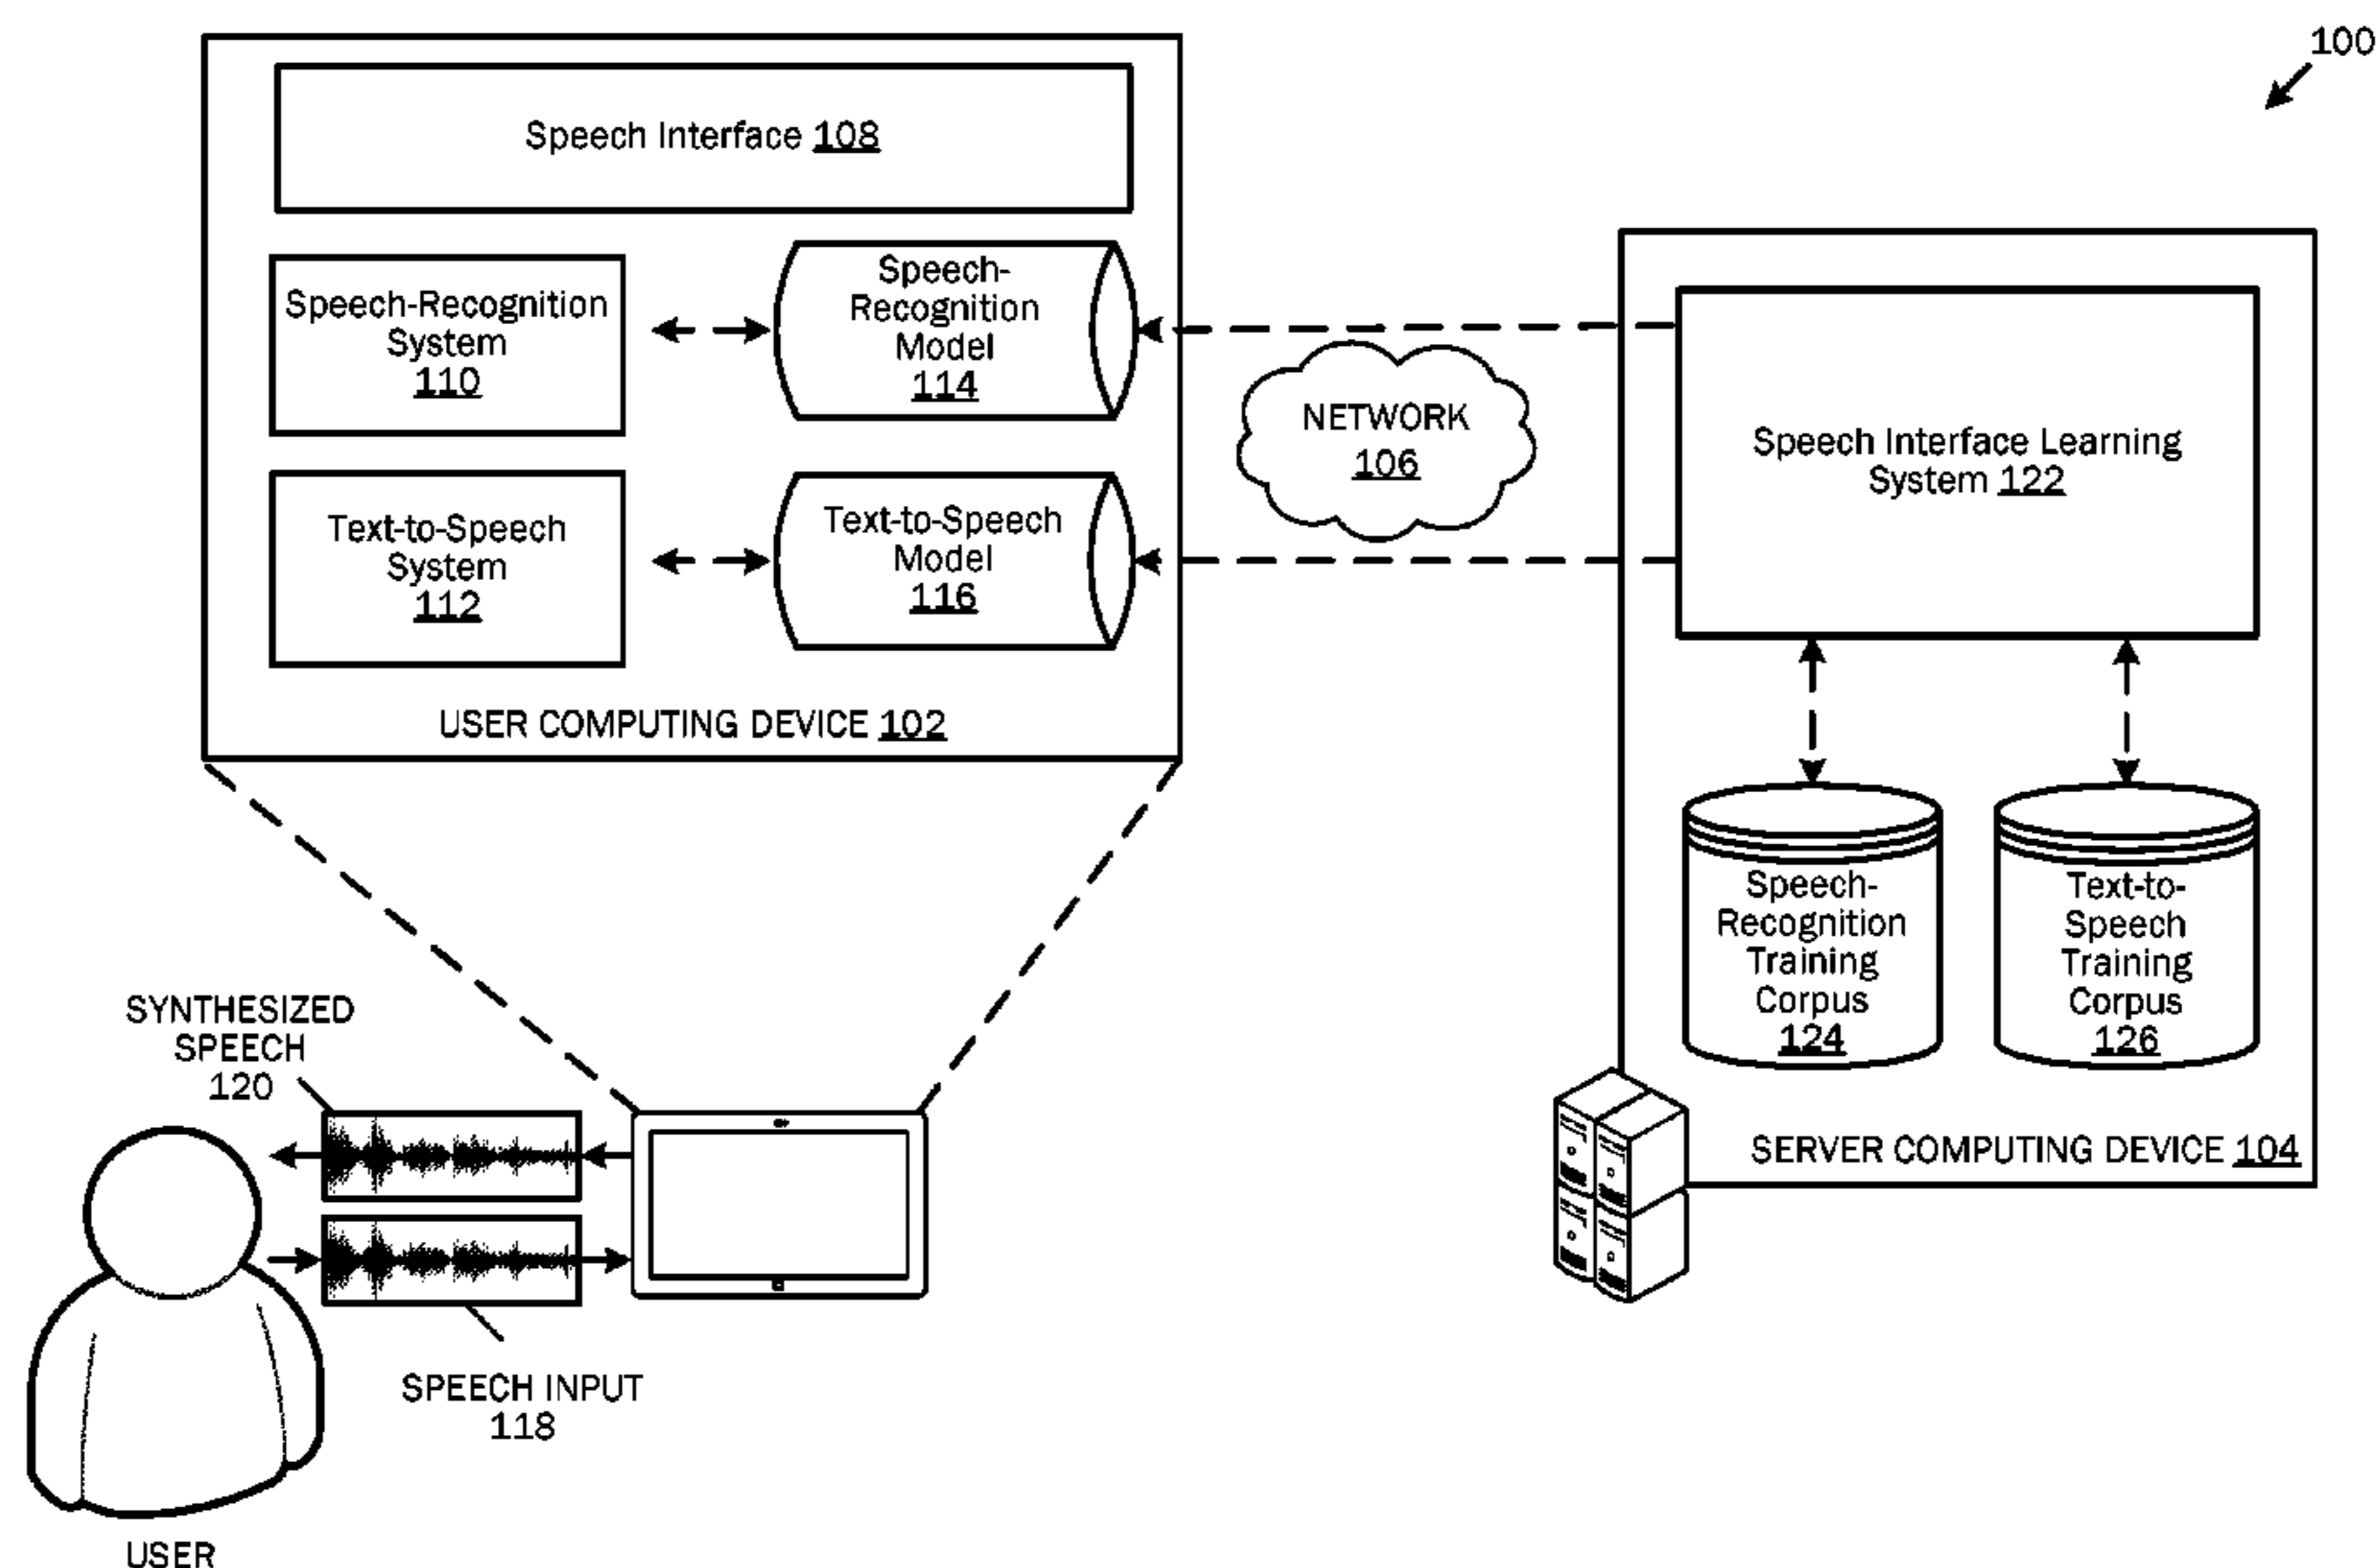 100
Speech Interface 108
Speech-Recognition
System
110
Speech-
Recognition
Model
114
Text-to-Speech
System
112
Text-to-Speech
Model
116
USER COMPUTING DEVICE 102
NETWORK
106
Speech Interface Learning
System 122
Speech-
Recognition
Training
Corpus
124
Text-to-
Speech
Training
Corpus
126
SERVER COMPUTING DEVICE 104
SYNTHESIZED
SPEECH
120
SPEECH INPUT
118
USER